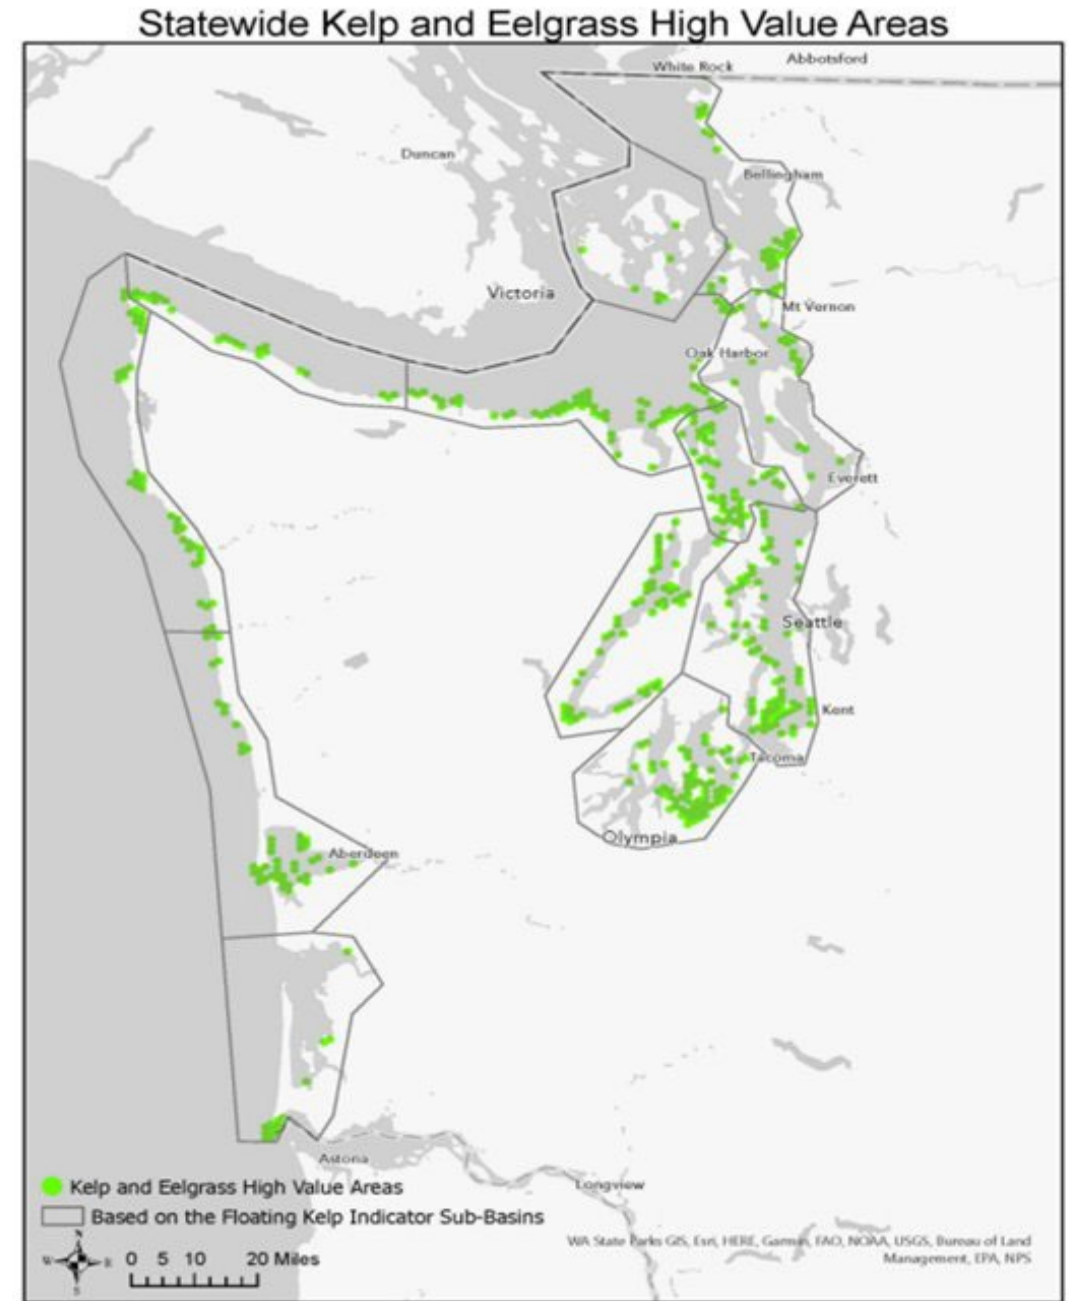 Statewide Kelp and Eelgrass High Value Areas
Abbotsford
White Rock
Duncan
Bellingham
Victoria
Mt Vernon
Oak Harbor
Everett
Seattle
Kent
Tacoma
Olympia
Aberdeen
Astoria
Longview
Kelp and Eelgrass High Value Areas
Based on the Floating Kelp Indicator Sub-Basins
N
W E
S
0 5 10 20 Miles
WA State Parks GIS, Esri, HERE, Garmin, FAO, NOAA, USGS, Bureau of Land
Management, EPA, NPS